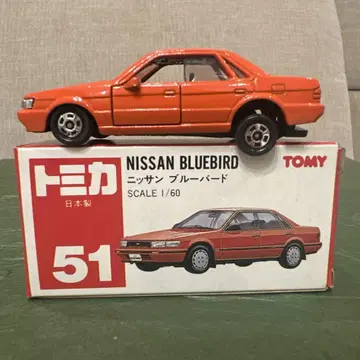 トミカ
日本製
51
NISSAN BLUEBIRD
ニッサン ブルーバード
SCALE 1/60
TOMY